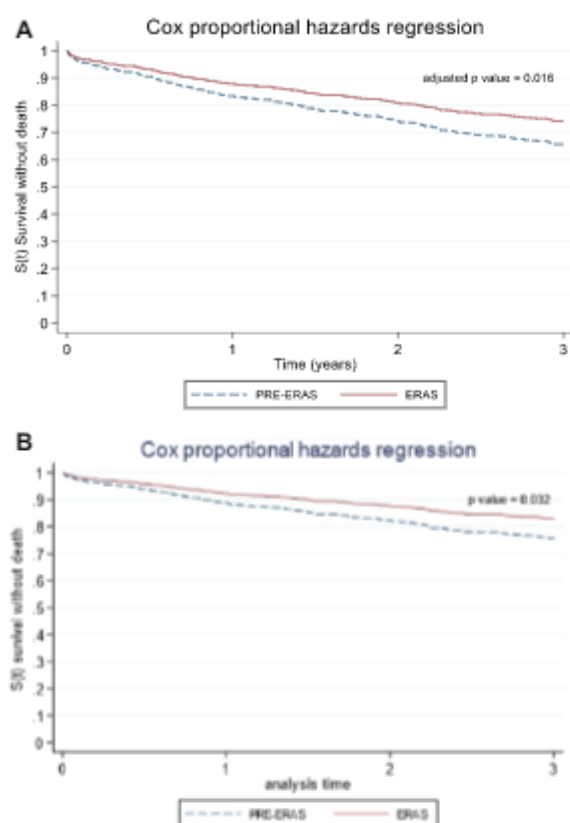 A
Cox proportional hazards regression
adjusted p value = 0.016
S(t) Survival without death
1
.9
.8
.7
.6
.5
.4
.3
.2
.1
0
0 1 2 3
Time (years)
PRE-ERAS ERAS
B
Cox proportional hazards regression
p value = 0.032
S(t) survival without death
1
.9
.8
.7
.6
.5
.4
.3
.2
.1
0
0 1 2 3
analysis time
PRE-ERAS ERAS